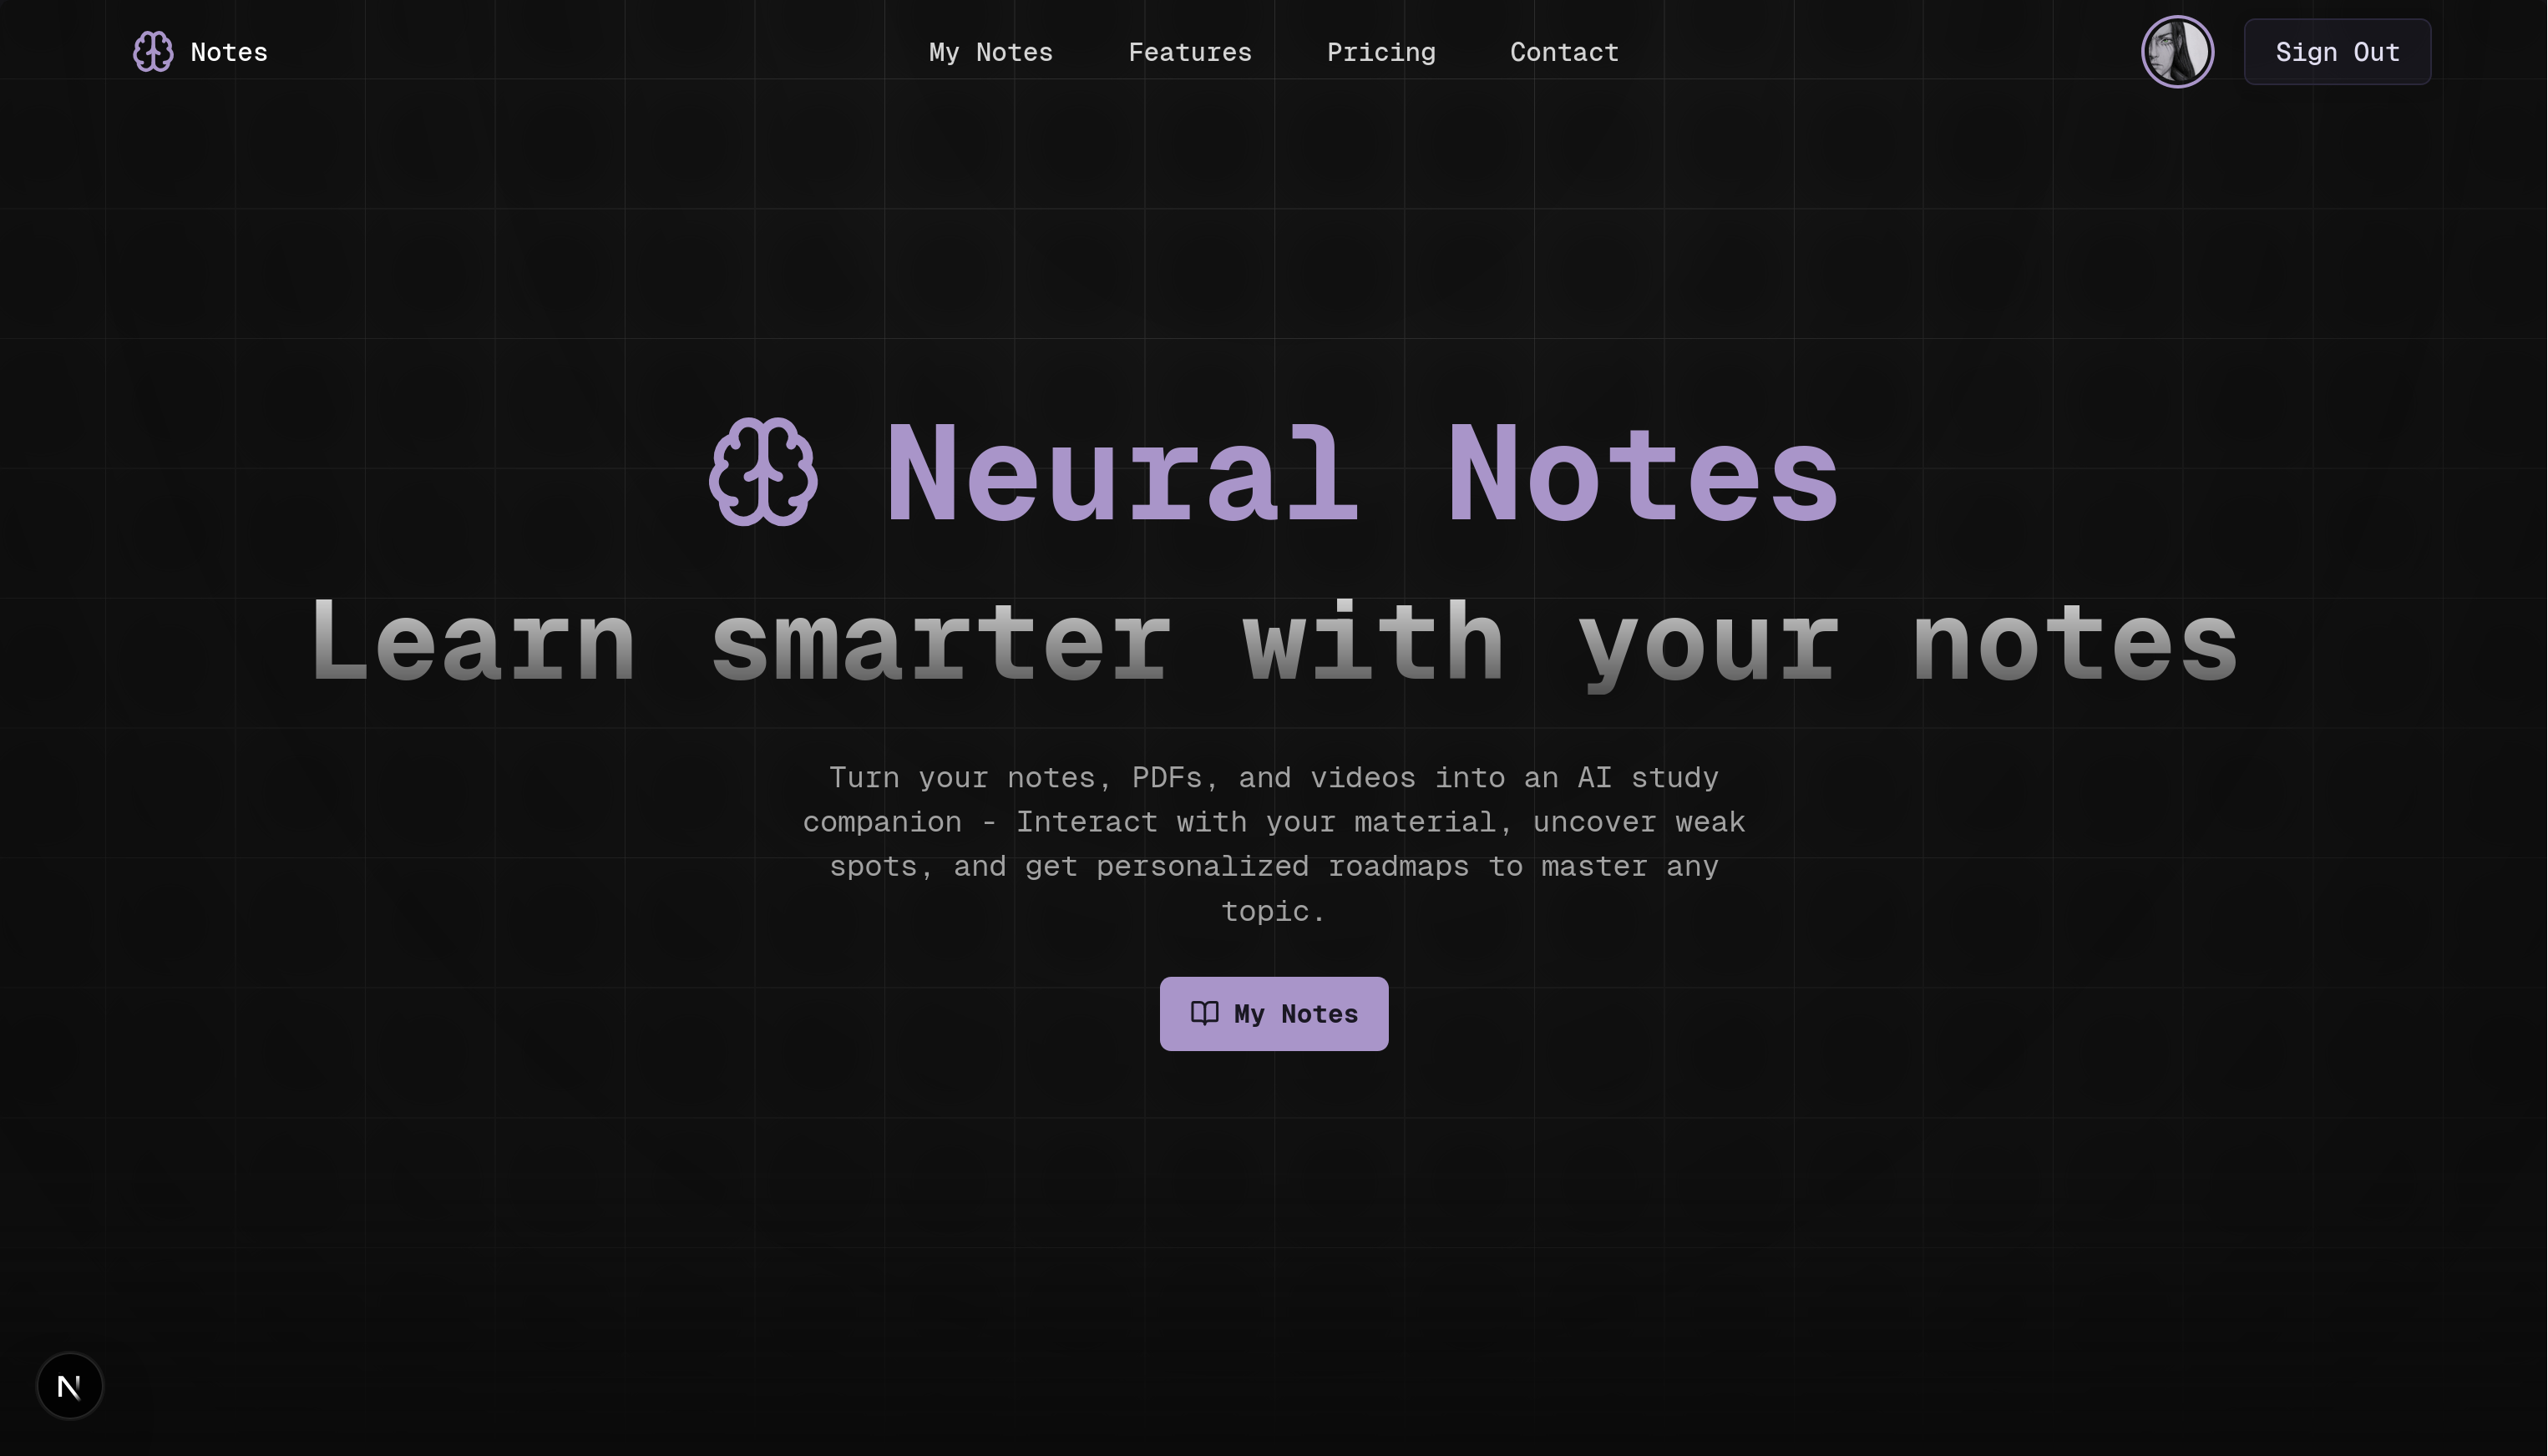 Notes
My Notes
Features
Pricing
Contact
Sign Out
Neural Notes
Learn smarter with your notes
Turn your notes, PDFs, and videos into an AI study
companion - Interact with your material, uncover weak
spots, and get personalized roadmaps to master any
topic.
My Notes
N